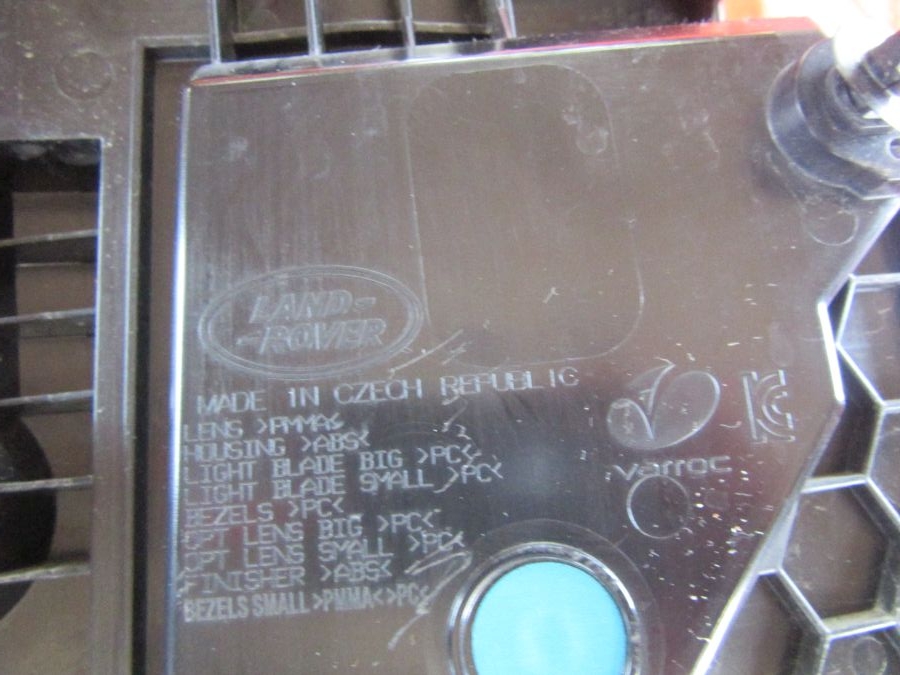 LAND-
-ROVER
MADE IN CZECH REPUBLIC
LENS >PMMA<
HOUSING >ABS<
LIGHT BLADE BIG >PC<
LIGHT BLADE SMALL >PC<
BEZELS >PC<
OPT LENS BIG >PC<
OPT LENS SMALL >PC<
FINISHER >ABS<
BEZELS SMALL >PMMA<>PC<
varroc